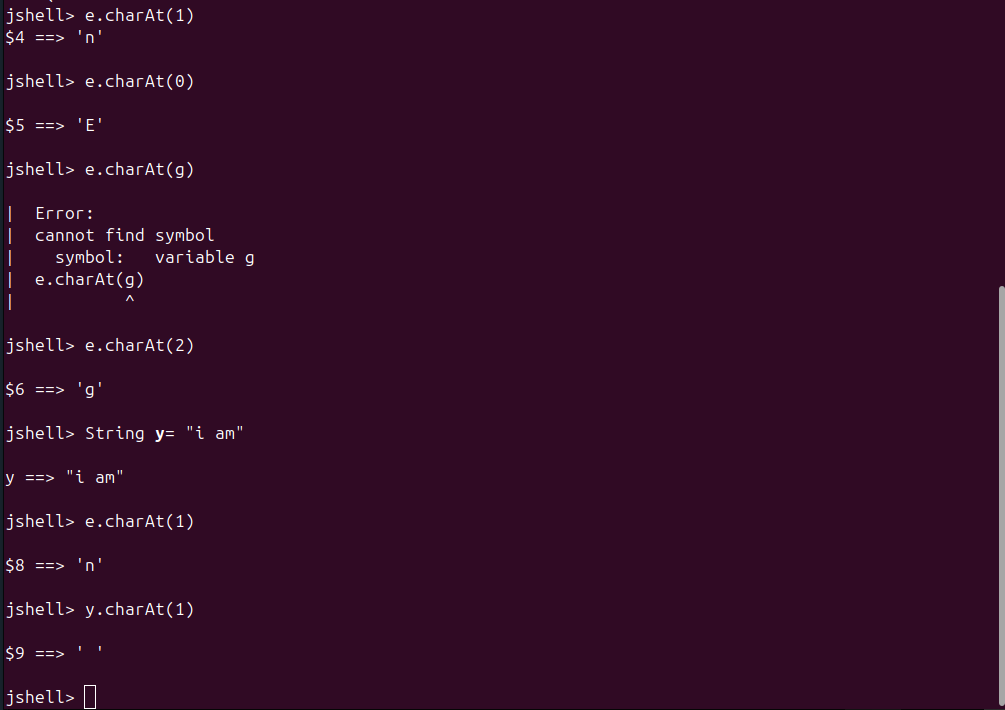 jshell> e.charAt(1)
$4 ==> 'n'
jshell> e.charAt(0)
$5 ==> 'E'
jshell> e.charAt(g)
|  Error:
|  cannot find symbol
|    symbol:   variable g
|  e.charAt(g)
|           ^
jshell> e.charAt(2)
$6 ==> 'g'
jshell> String y= "i am"
y ==> "i am"
jshell> e.charAt(1)
$8 ==> 'n'
jshell> y.charAt(1)
$9 ==> ' '
jshell>